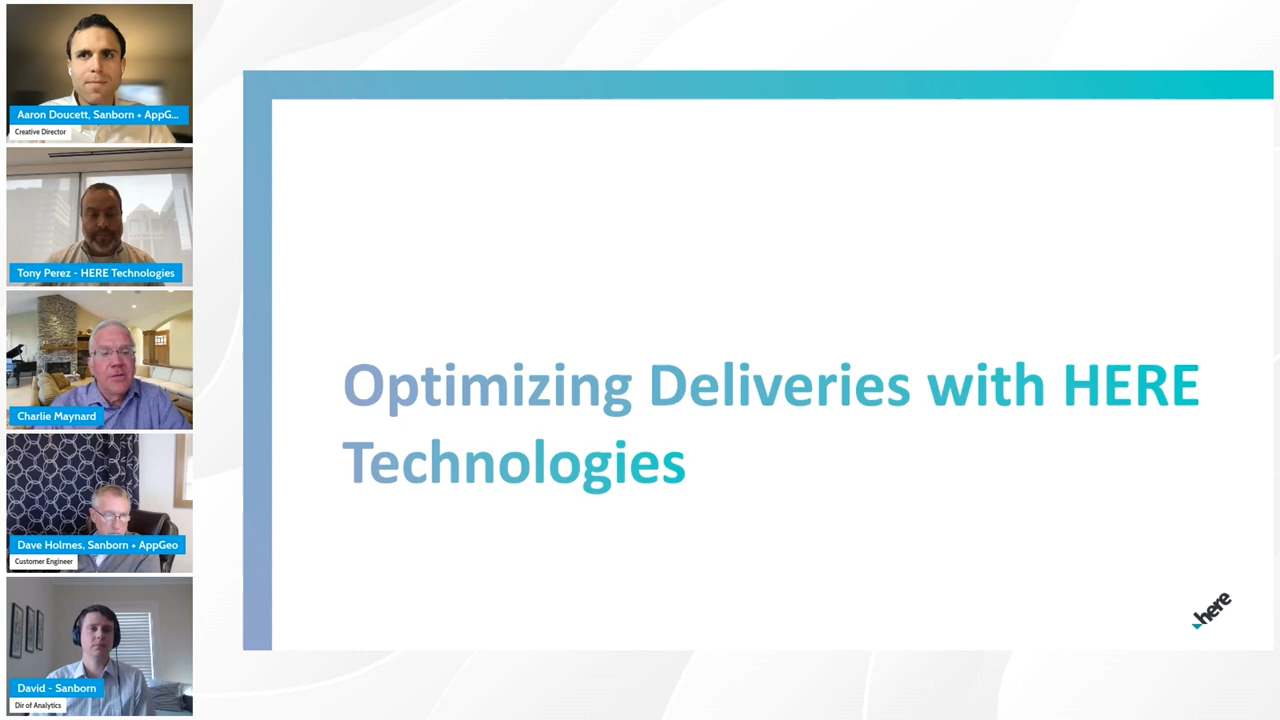 Aaron Doucett, Sanborn + AppG...
Creative Director
Tony Perez - HERE Technologies
Charlie Maynard
Dave Holmes, Sanborn + AppGeo
Customer Engineer
David - Sanborn
Dir of Analytics
Optimizing Deliveries with HERE
Technologies
here